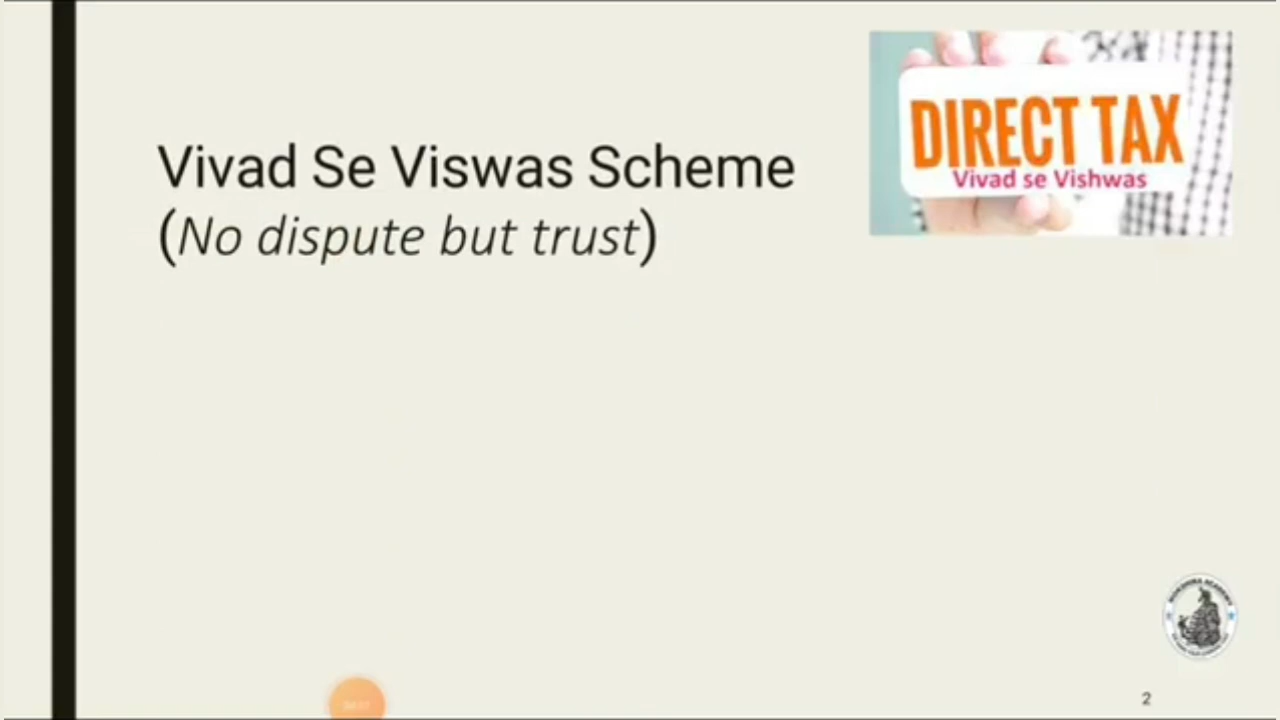 DIRECT TAX
Vivad se Vishwas
Vivad Se Viswas Scheme
(No dispute but trust)
2